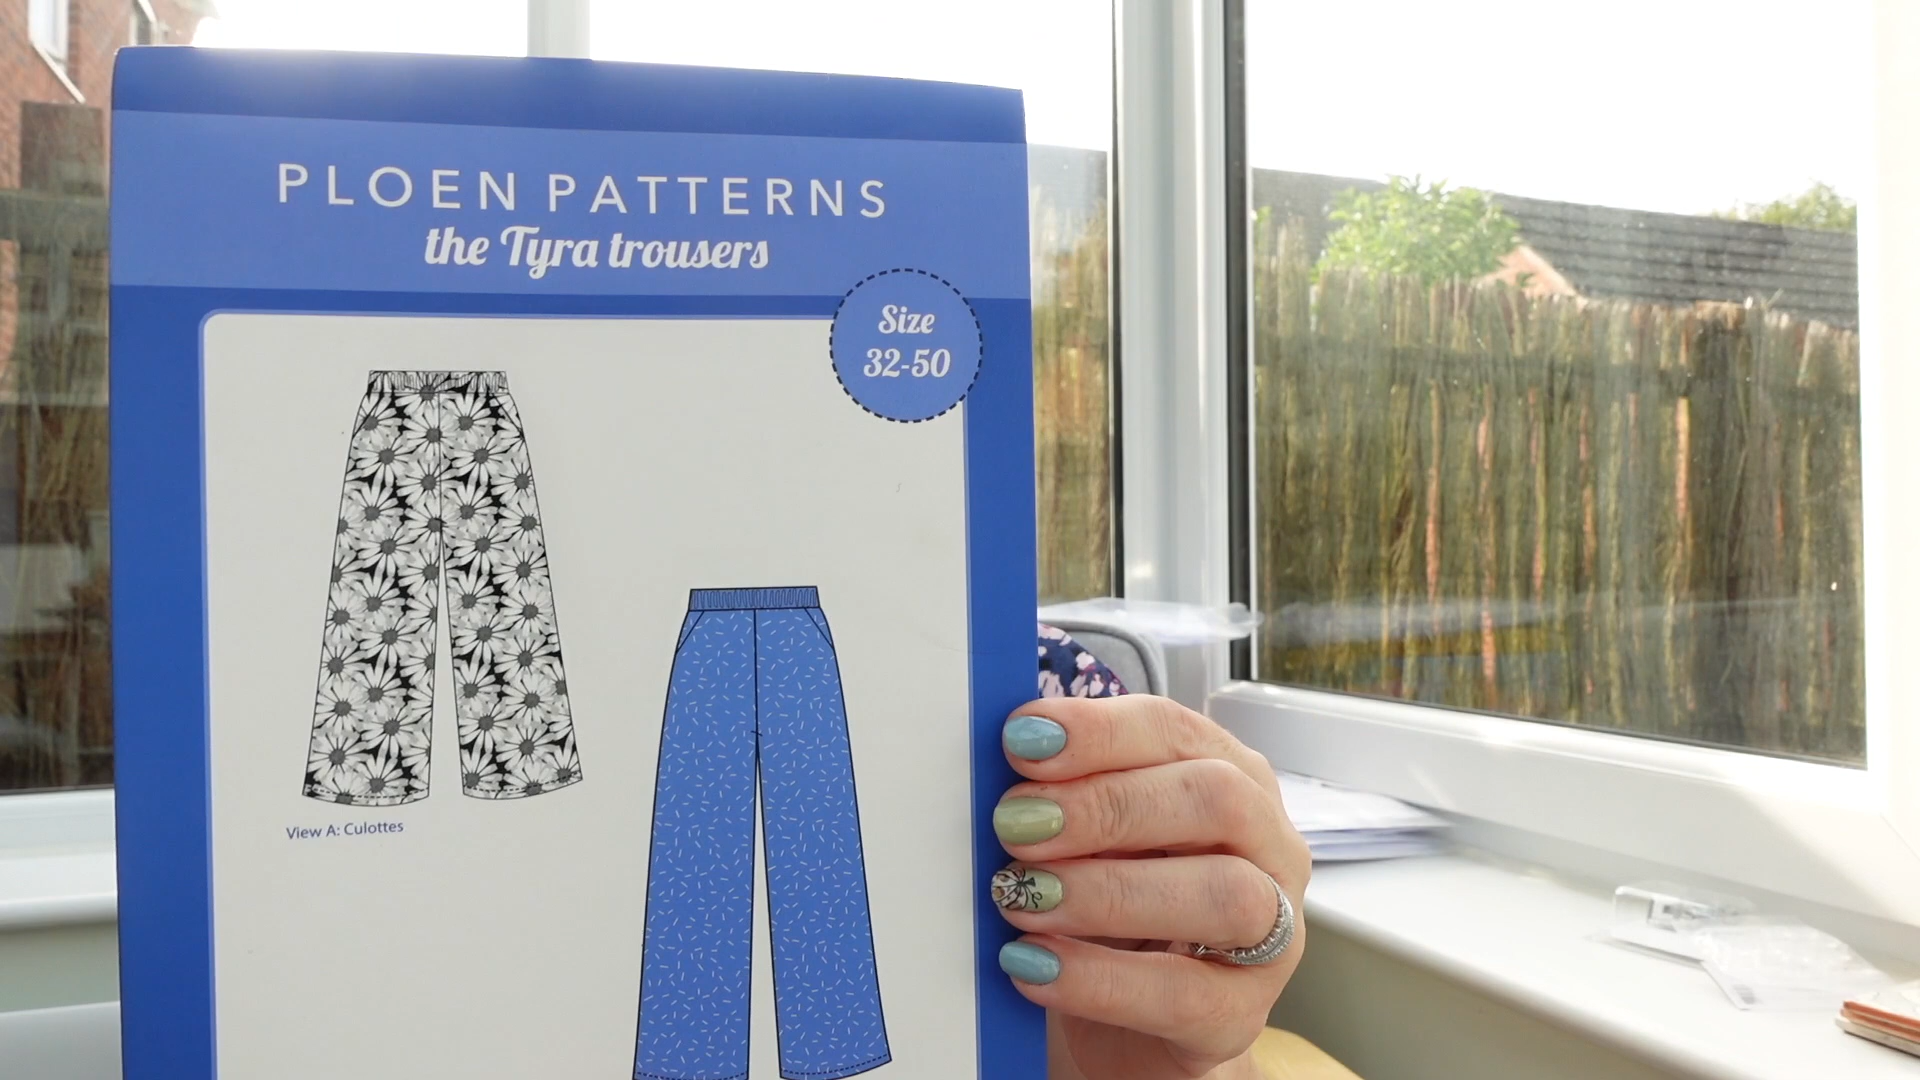 PLOEN PATTERNS
the Tyra trousers
Size
32-50
View A: Culottes